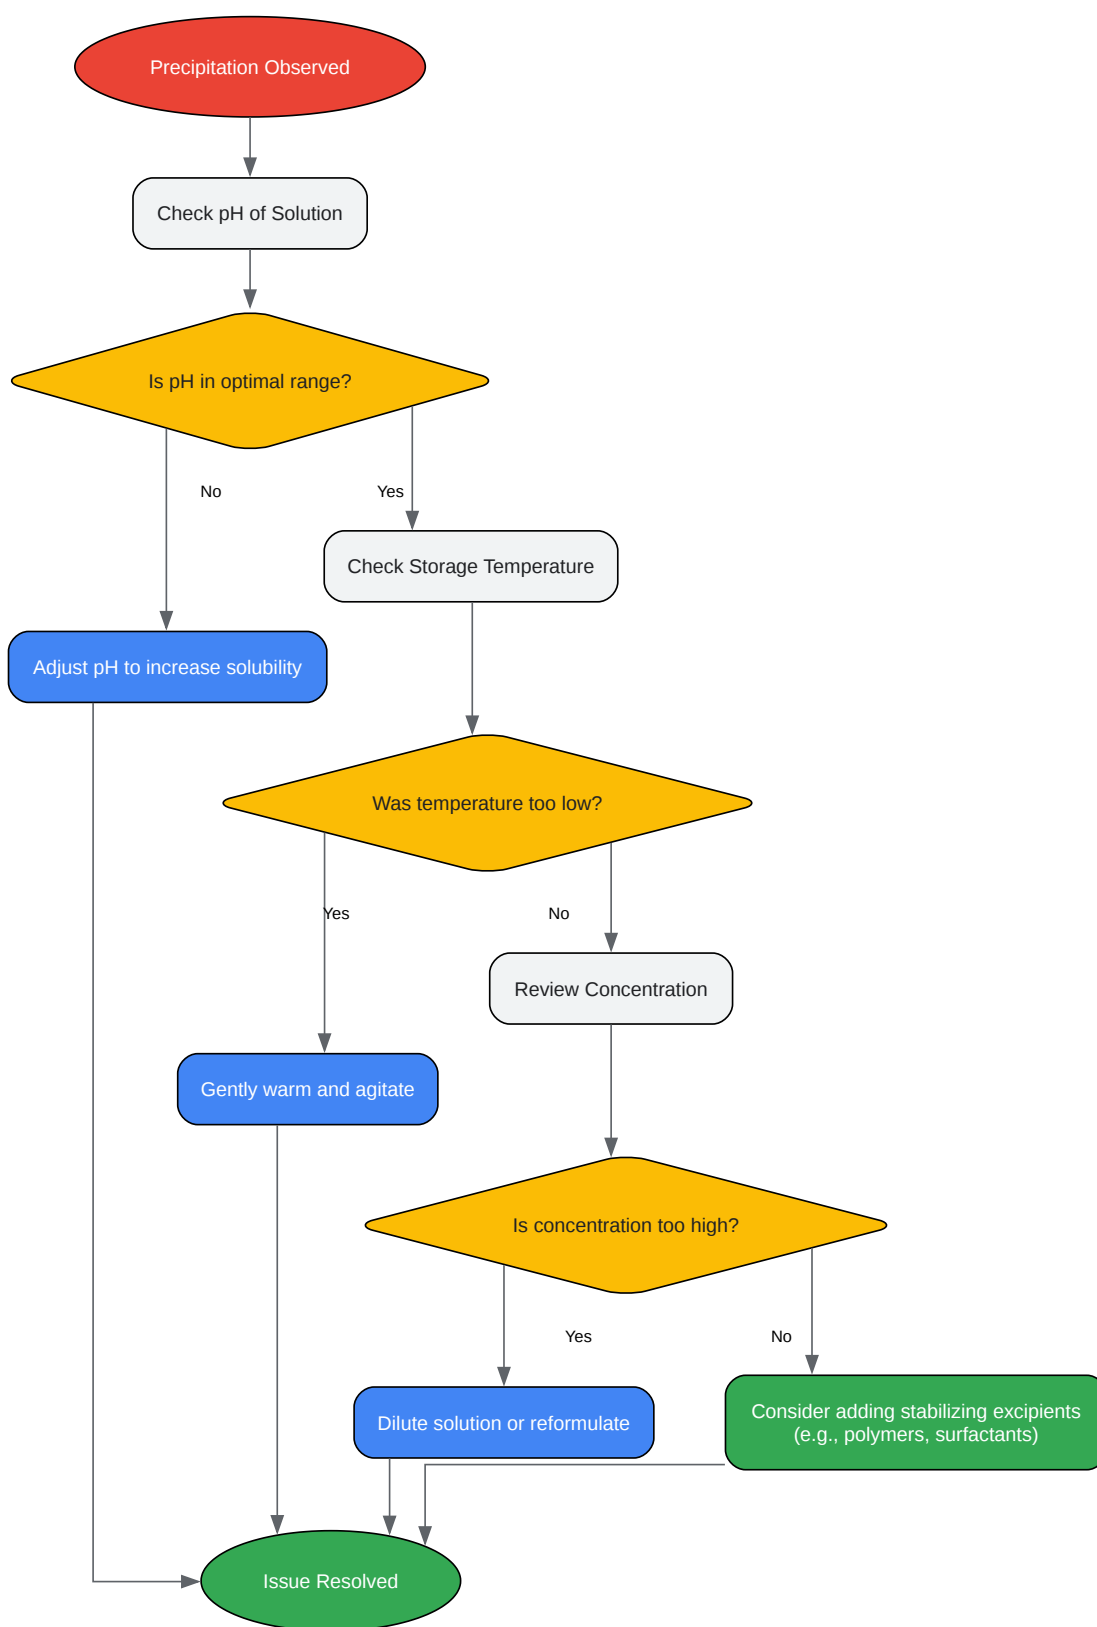 Precipitation Observed
Check pH of Solution
Is pH in optimal range?
No
Yes
Check Storage Temperature
Adjust pH to increase solubility
Was temperature too low?
Yes
No
Review Concentration
Gently warm and agitate
Is concentration too high?
Yes
No
Consider adding stabilizing excipients
(e.g., polymers, surfactants)
Dilute solution or reformulate
Issue Resolved